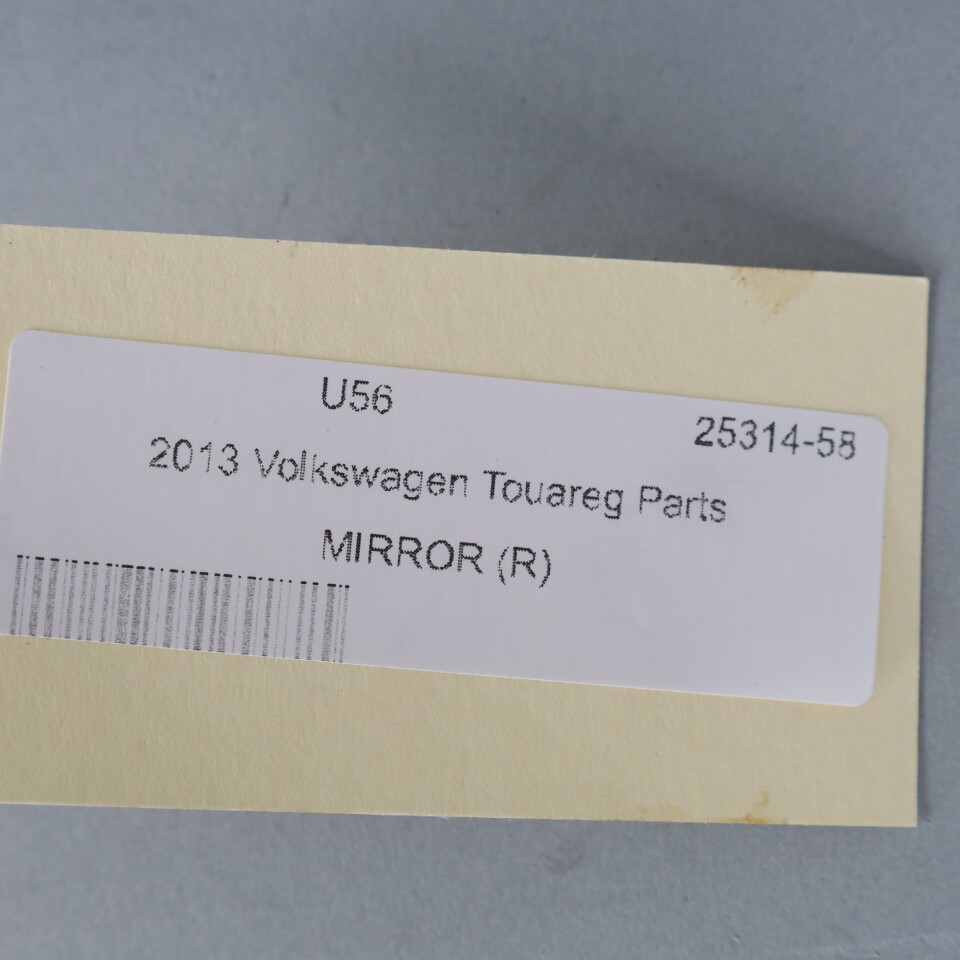 U56
25314-58
2013 Volkswagen Touareg Parts
MIRROR (R)